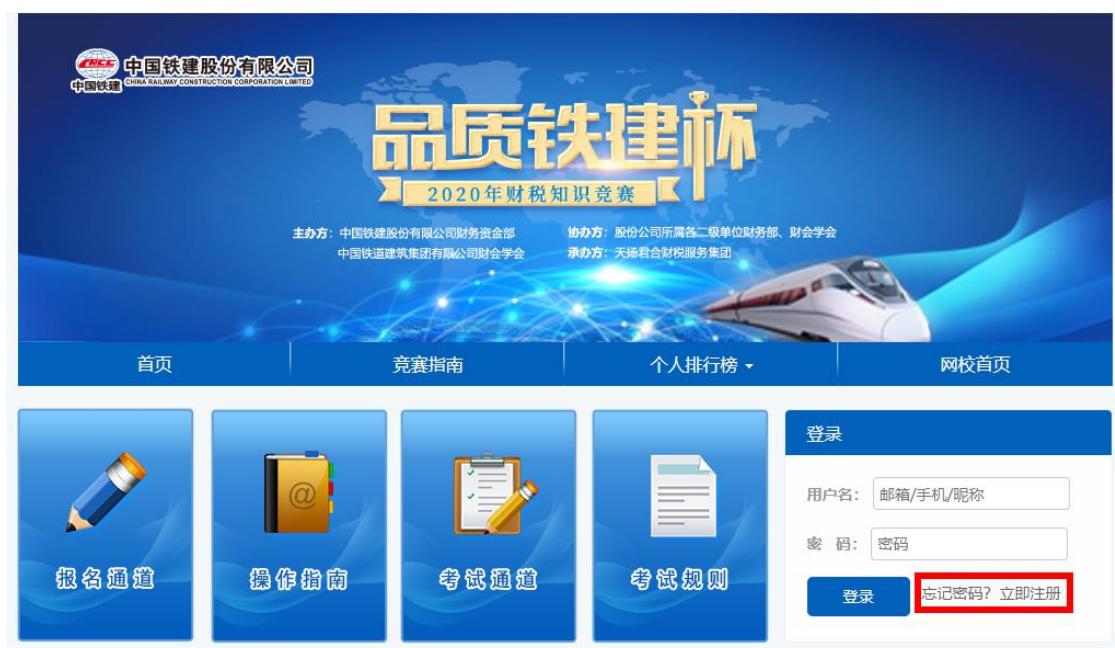 中国铁建股份有限公司
CHINA RAILWAY CONSTRUCTION CORPORATION LIMITED
CRCC
中国铁建
品质铁建杯
2020年财税知识竞赛
主办方：中国铁建股份有限公司财务资金部 协办方：股份公司所属各二级单位财务部、财会学会
中国铁道建筑集团有限公司财会学会 承办方：天扬君合财税服务集团
首页 竞赛指南 个人排行榜 网校首页
登录
用户名： 邮箱/手机/昵称
密 码： 密码
登录 忘记密码？立即注册
@
报名通道 操作指南 考试通道 考试规则